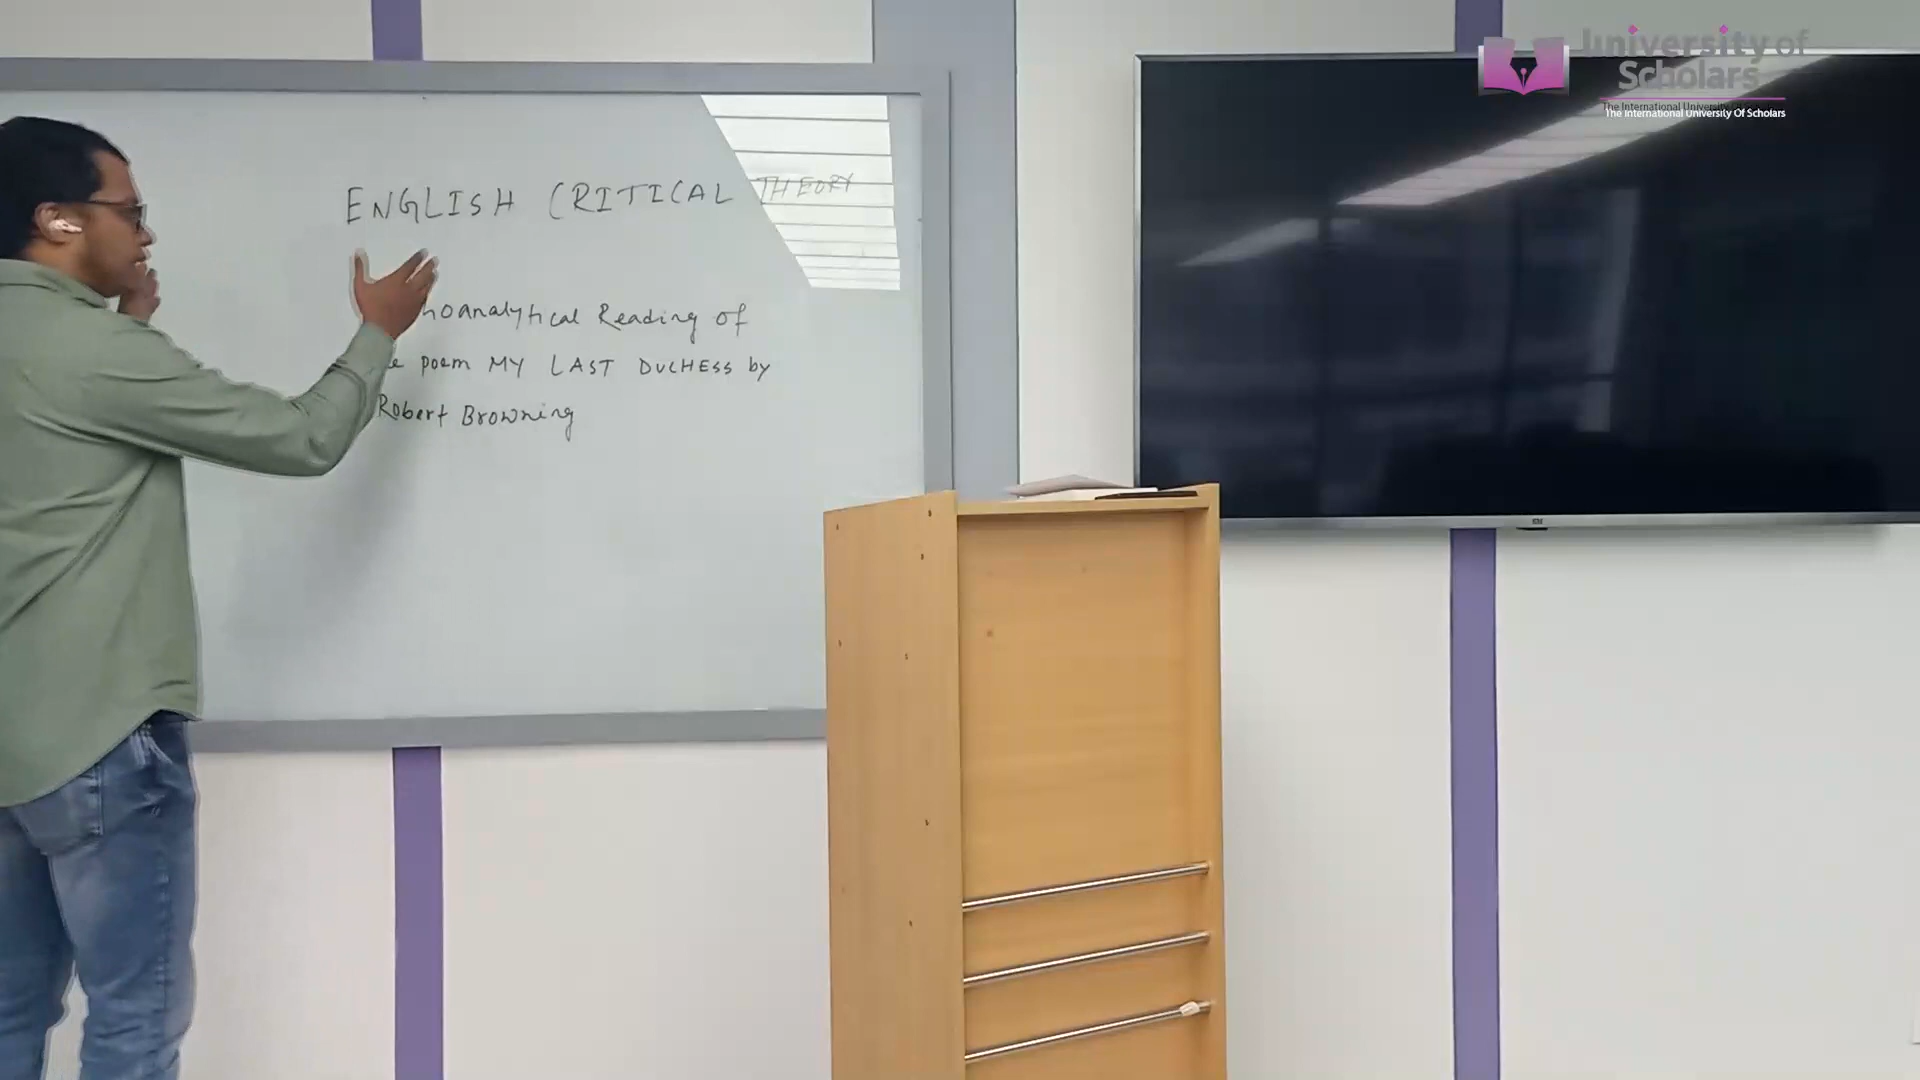 University of
Scholars
The International University Of Scholars
ENGLISH CRITICAL THEORY
hoanalytical Reading of
e poem MY LAST DUCHESS by
Robert Browning